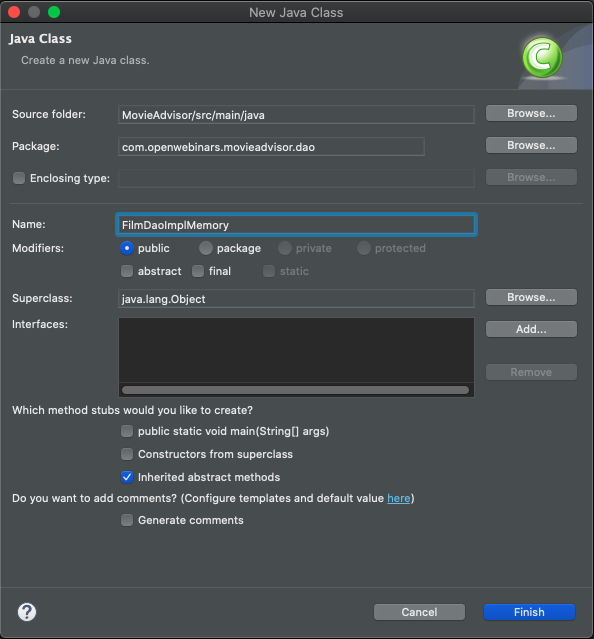 New Java Class
Java Class
Create a new Java class.
C
Source folder: MovieAdvisor/src/main/java Browse...
Package: com.openwebinars.movieadvisor.dao Browse...
Enclosing type: Browse...
Name: FilmDaoImplMemory
Modifiers: public package private protected
abstract final static
Superclass: java.lang.Object Browse...
Interfaces: Add...
Remove
Which method stubs would you like to create?
public static void main(String[] args)
Constructors from superclass
Inherited abstract methods
Do you want to add comments? (Configure templates and default value here)
Generate comments
? Cancel Finish